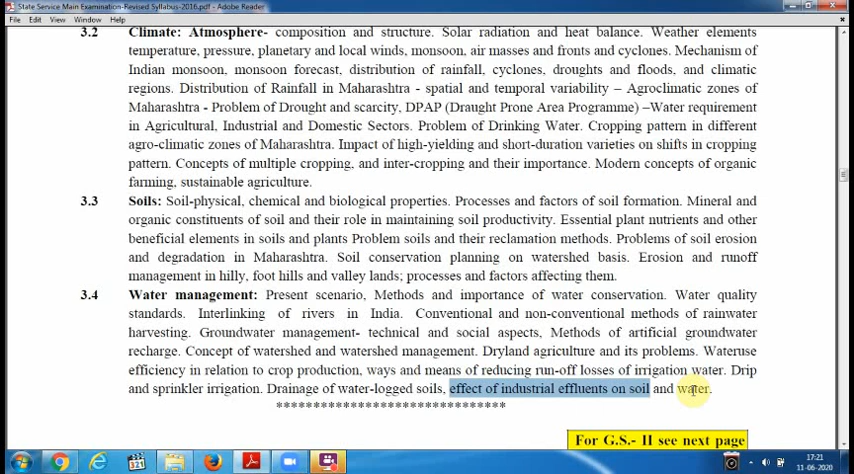 State Service Main Examination-Revised Syllabus-2016.pdf - Adobe Reader
File Edit View Window Help
3.2 Climate: Atmosphere- composition and structure. Solar radiation and heat balance. Weather elements
temperature, pressure, planetary and local winds, monsoon, air masses and fronts and cyclones. Mechanism of
Indian monsoon, monsoon forecast, distribution of rainfall, cyclones, droughts and floods, and climatic
regions. Distribution of Rainfall in Maharashtra - spatial and temporal variability – Agroclimatic zones of
Maharashtra - Problem of Drought and scarcity, DPAP (Draught Prone Area Programme) –Water requirement
in Agricultural, Industrial and Domestic Sectors. Problem of Drinking Water. Cropping pattern in different
agro-climatic zones of Maharashtra. Impact of high-yielding and short-duration varieties on shifts in cropping
pattern. Concepts of multiple cropping, and inter-cropping and their importance. Modern concepts of organic
farming, sustainable agriculture.
3.3 Soils: Soil-physical, chemical and biological properties. Processes and factors of soil formation. Mineral and
organic constituents of soil and their role in maintaining soil productivity. Essential plant nutrients and other
beneficial elements in soils and plants Problem soils and their reclamation methods. Problems of soil erosion
and degradation in Maharashtra. Soil conservation planning on watershed basis. Erosion and runoff
management in hilly, foot hills and valley lands; processes and factors affecting them.
3.4 Water management: Present scenario, Methods and importance of water conservation. Water quality
standards. Interlinking of rivers in India. Conventional and non-conventional methods of rainwater
harvesting. Groundwater management- technical and social aspects, Methods of artificial groundwater
recharge. Concept of watershed and watershed management. Dryland agriculture and its problems. Wateruse
efficiency in relation to crop production, ways and means of reducing run-off losses of irrigation water. Drip
and sprinkler irrigation. Drainage of water-logged soils, effect of industrial effluents on soil and water.
*******************************
For G.S.- II see next page
321
17:21
11-06-2020